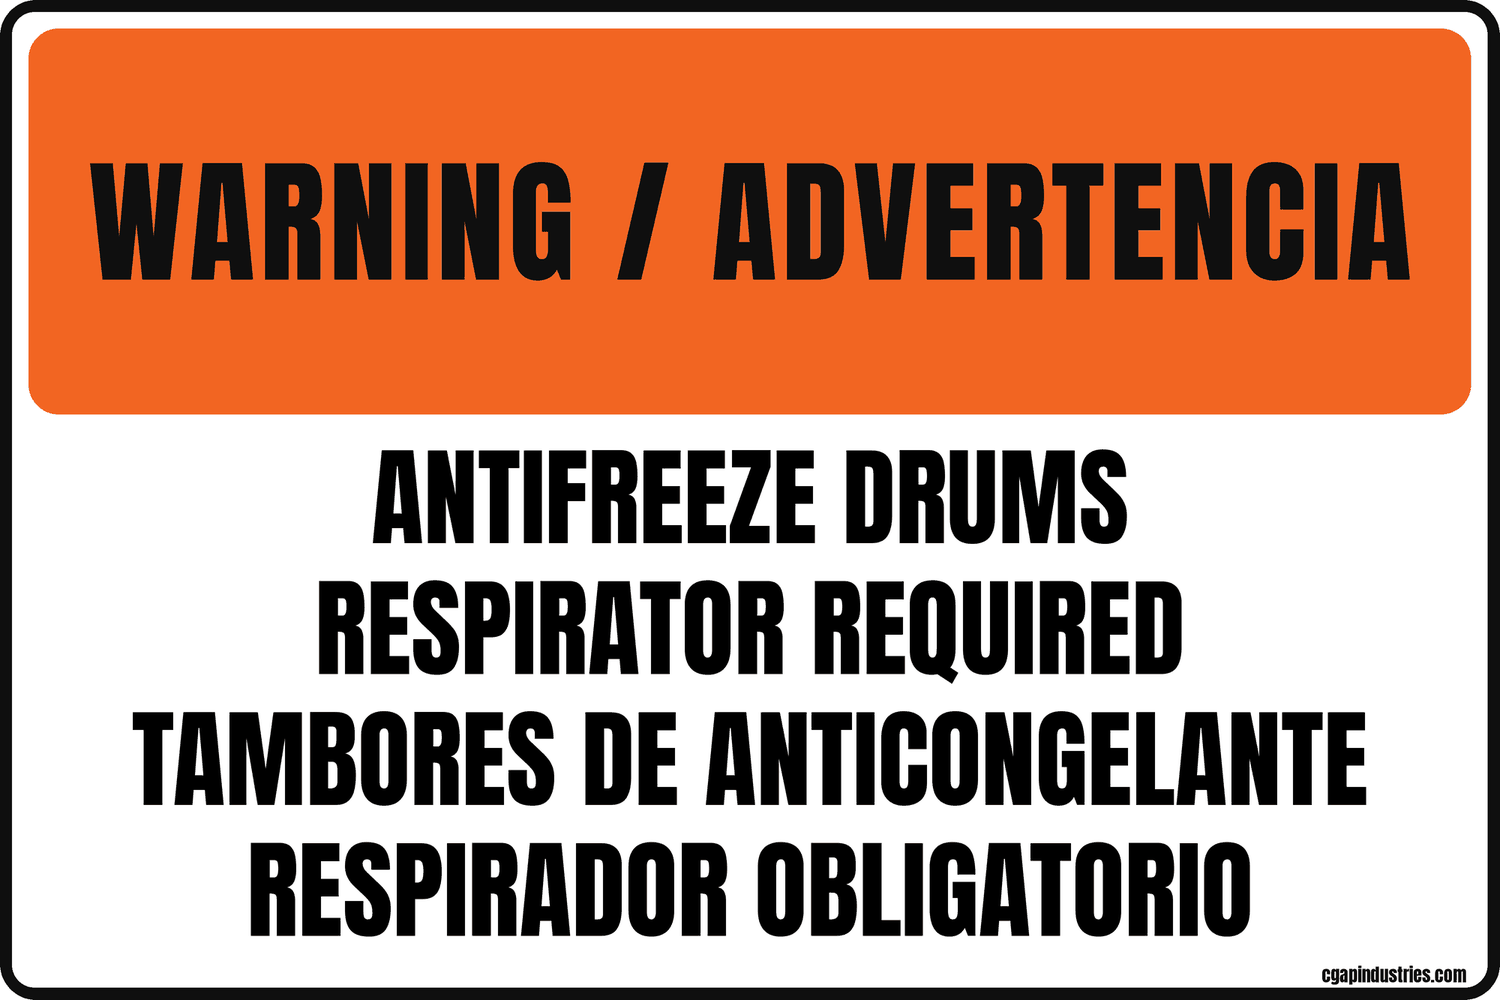 WARNING / ADVERTENCIA
ANTIFREEZE DRUMS
RESPIRATOR REQUIRED
TAMBORES DE ANTICONGELANTE
RESPIRADOR OBLIGATORIO
cgapindustries.com